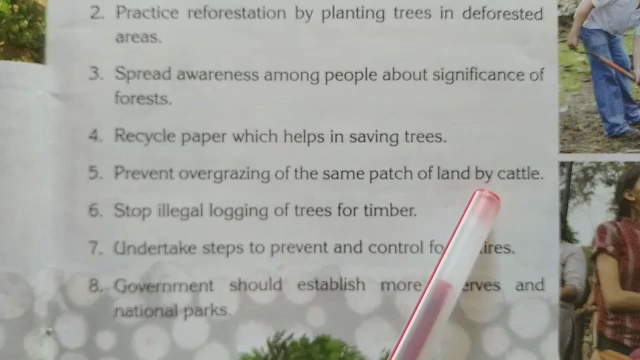 2. Practice reforestation by planting trees in deforested
areas.
3. Spread awareness among people about significance of
forests.
4. Recycle paper which helps in saving trees.
5. Prevent overgrazing of the same patch of land by cattle.
6. Stop illegal logging of trees for timber.
7. Undertake steps to prevent and control
8. Government should establish more and
national parks.